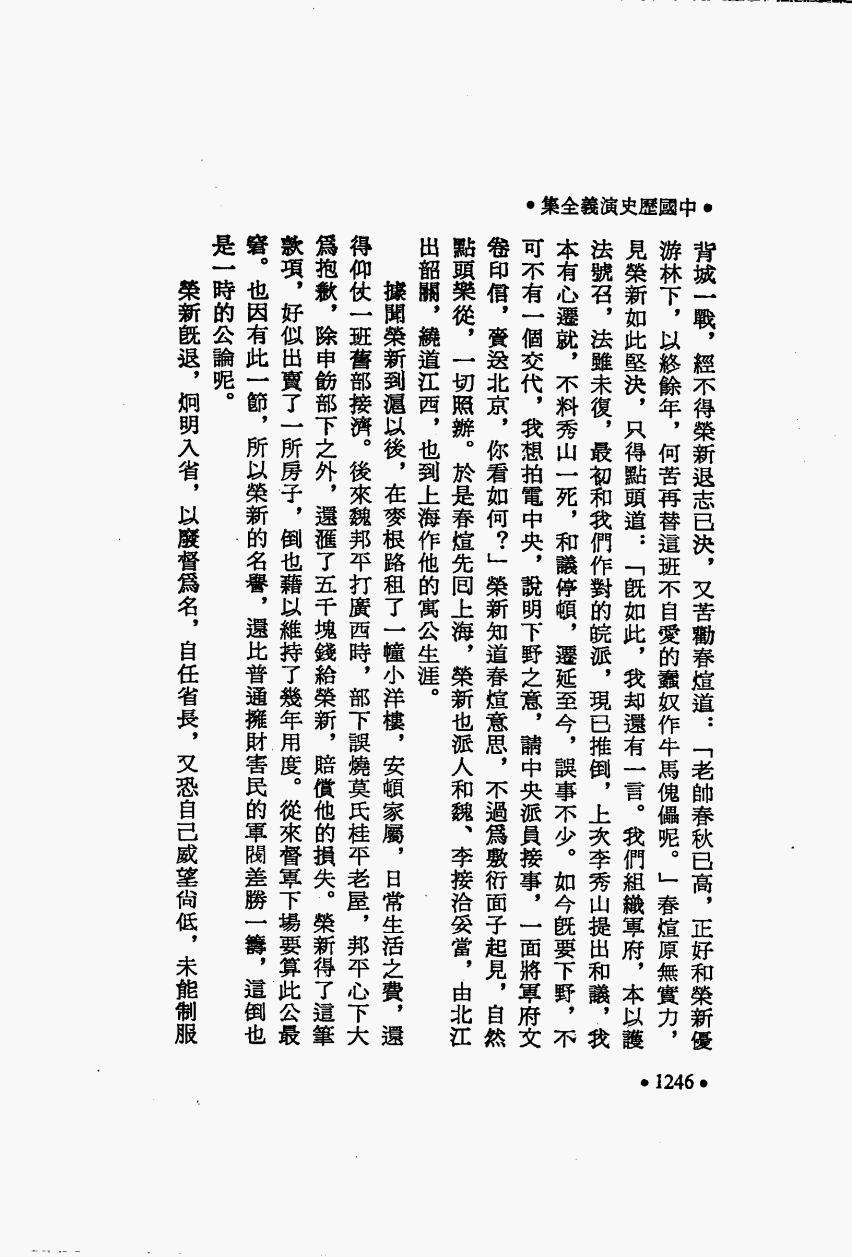 •中國歷史演義全集•
背城一戰，經不得榮新退志已決，又苦勸春煊道：「老帥春秋已高，正好和榮新優
游林下，以終餘年，何苦再替這班不自愛的蠢奴作牛馬傀儡呢。」春煊原無實力，
見榮新如此堅決，只得點頭道：「旣如此，我却還有一言。我們組織軍府，本以護
法號召，法雖未復，最初和我們作對的皖派，現已推倒，上次李秀山提出和議，我
本有心遷就，不料秀山一死，和議停頓，遷延至今，誤事不少。如今旣要下野，不
可不有一個交代，我想拍電中央，說明下野之意，請中央派員接事，一面將軍府文
卷印信，賫送北京，你看如何？」榮新知道春煊意思，不過爲敷衍面子起見，自然
點頭樂從，一切照辦。於是春煊先回上海，榮新也派人和魏、李接洽妥當，由北江
出韶關，繞道江西，也到上海作他的寓公生涯。
據聞榮新到滬以後，在麥根路租了一幢小洋樓，安頓家屬，日常生活之費，還
得仰仗一班舊部接濟。後來魏邦平打廣西時，部下誤燒莫氏桂平老屋，邦平心下大
爲抱歉，除申飭部下之外，還滙了五千塊錢給榮新，賠償他的損失。榮新得了這筆
款項，好似出賣了一所房子，倒也藉以維持了幾年用度。從來督軍下場要算此公最
窘。也因有此一節，所以榮新的名譽，還比普通擁財害民的軍閥差勝一籌，這倒也
是一時的公論呢。
榮新旣退，炯明入省，以廢督爲名，自任省長，又恐自己威望尙低，未能制服
•1246•